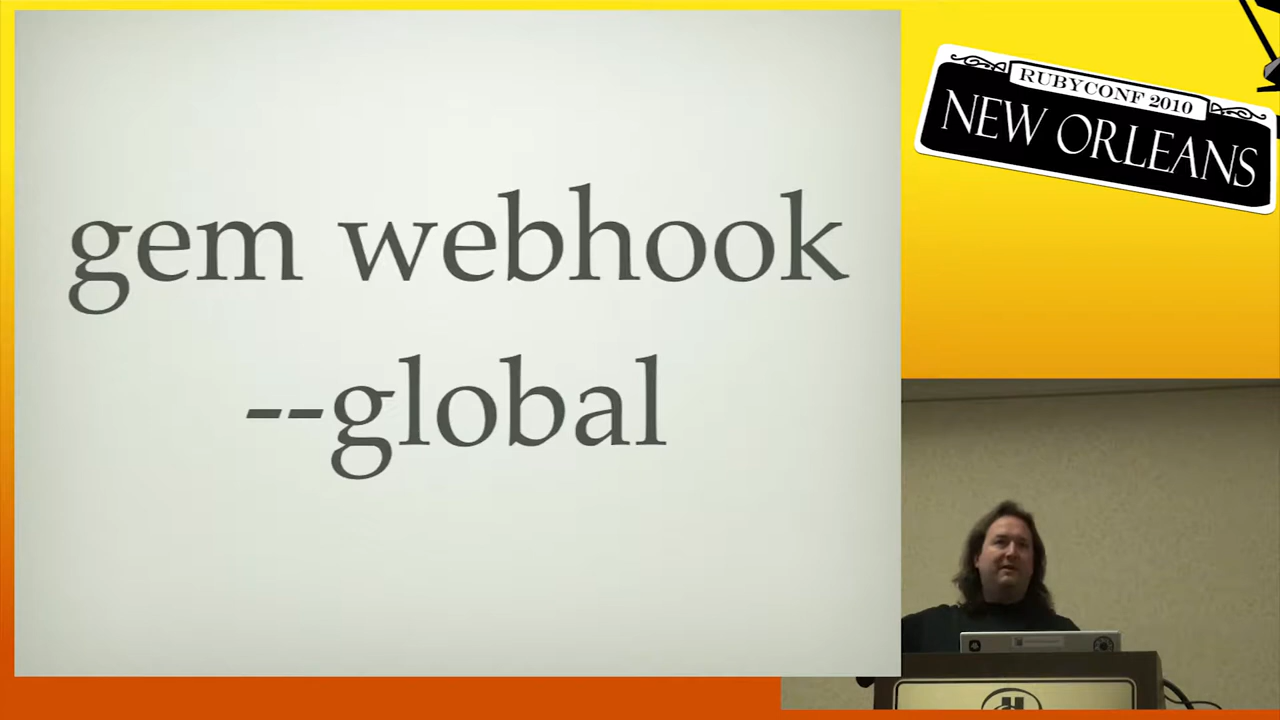 gem webhook
--global
RUBYCONF 2010
NEW ORLEANS
H